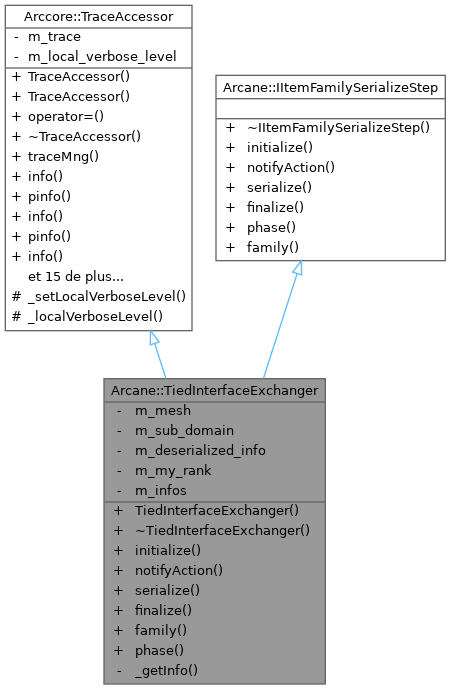 Arccore::TraceAccessor
- m_trace
- m_local_verbose_level
+ TraceAccessor()
+ TraceAccessor()
+ operator=()
+ ~TraceAccessor()
+ traceMng()
+ info()
+ pinfo()
+ info()
+ pinfo()
+ info()
et 15 de plus...
# _setLocalVerboseLevel()
# _localVerboseLevel()
Arcane::IItemFamilySerializeStep
+ ~IItemFamilySerializeStep()
+ initialize()
+ notifyAction()
+ serialize()
+ finalize()
+ phase()
+ family()
Arcane::TiedInterfaceExchanger
- m_mesh
- m_sub_domain
- m_deserialized_info
- m_my_rank
- m_infos
+ TiedInterfaceExchanger()
+ ~TiedInterfaceExchanger()
+ initialize()
+ notifyAction()
+ serialize()
+ finalize()
+ family()
+ phase()
- _getInfo()